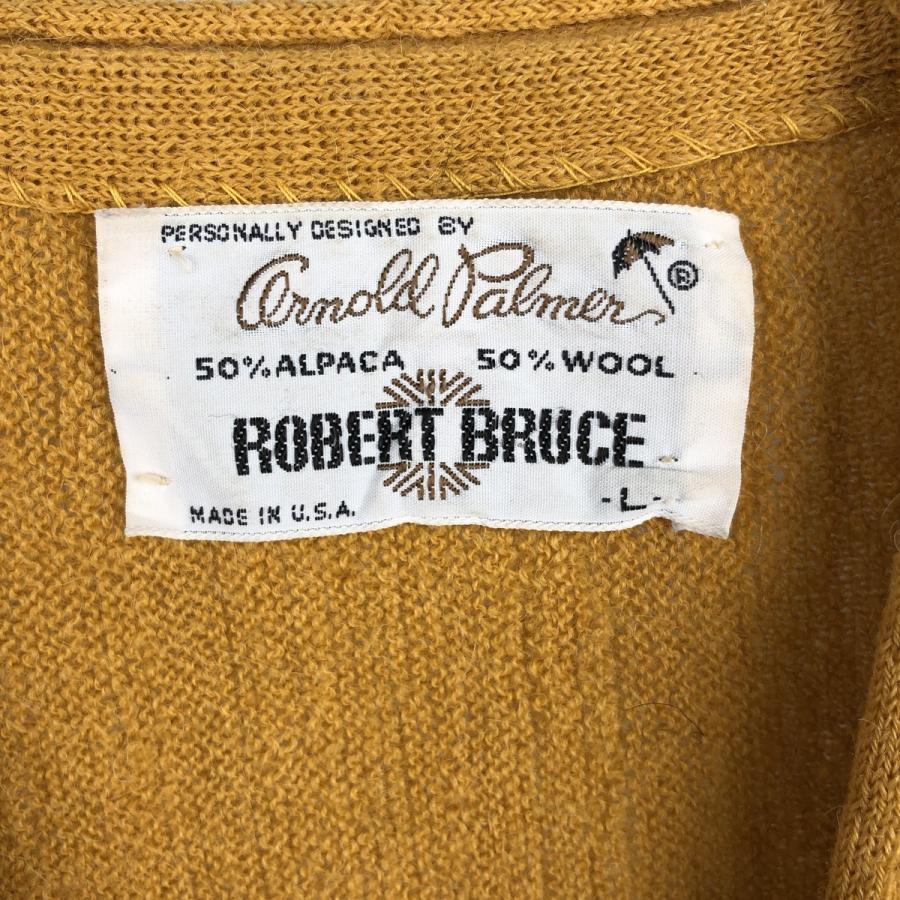 PERSONALLY DESIGNED BY
Arnold Palmer ®
50% ALPACA 50% WOOL
ROBERT BRUCE
-L-
MADE IN U.S.A.